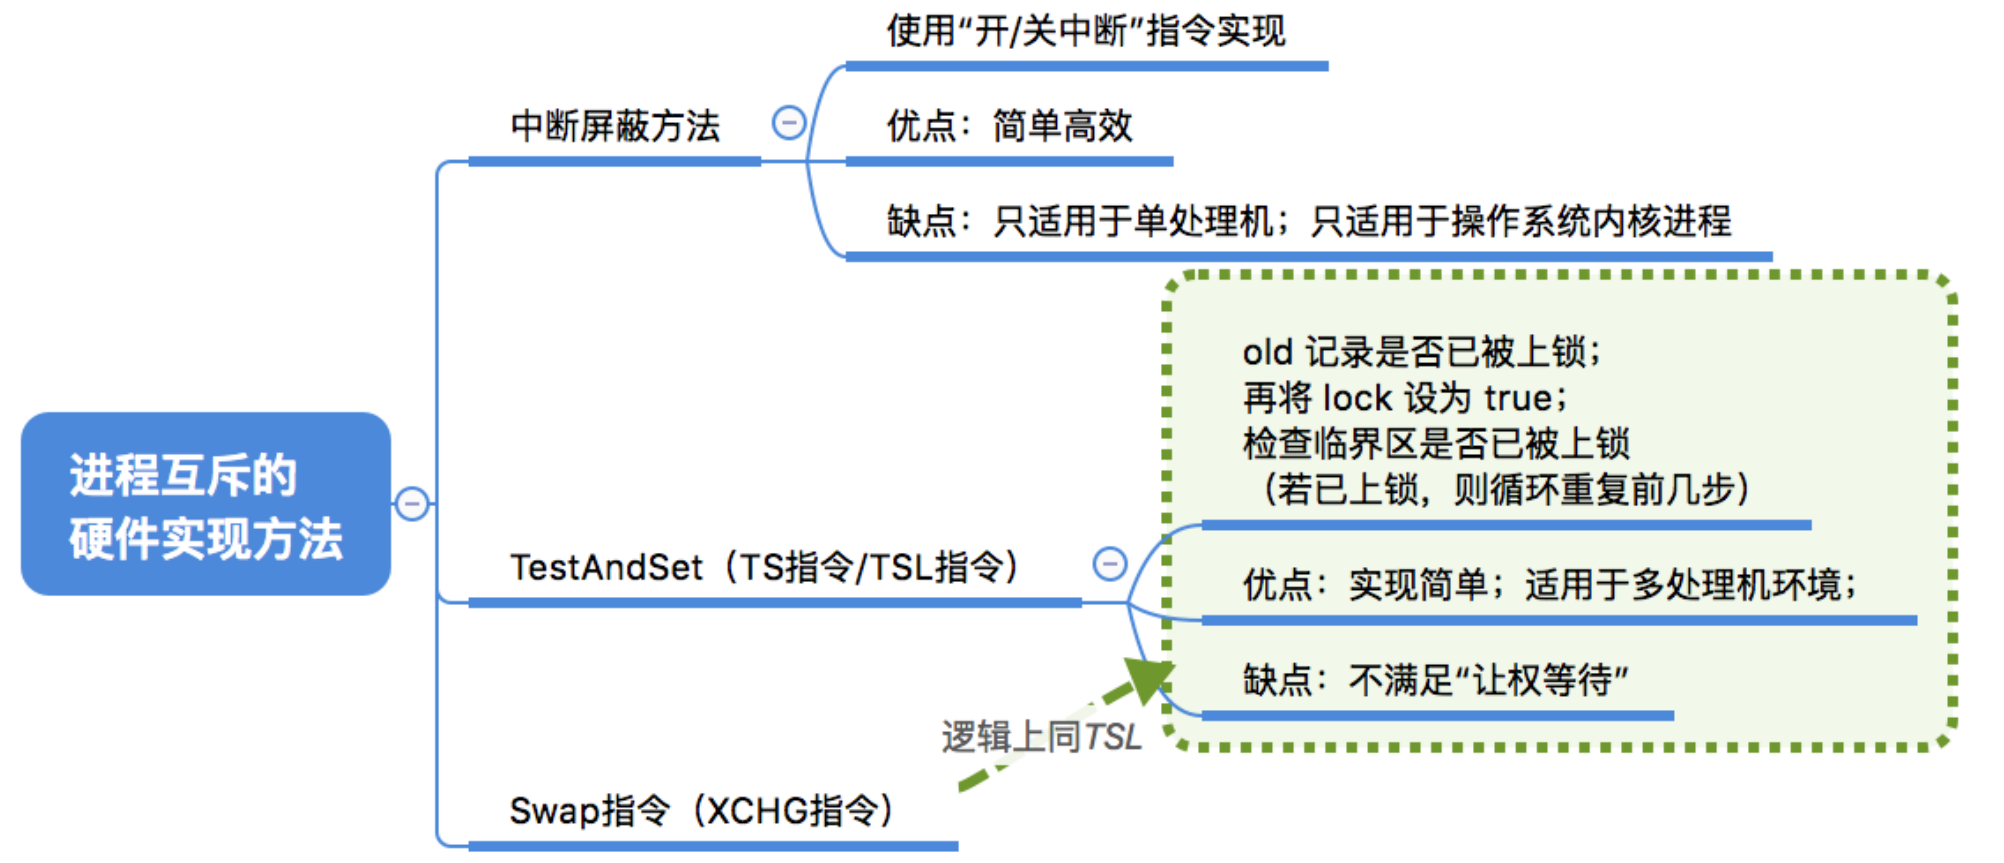 进程互斥的
硬件实现方法
中断屏蔽方法
使用“开/关中断”指令实现
优点：简单高效
缺点：只适用于单处理机；只适用于操作系统内核进程
TestAndSet（TS指令/TSL指令）
old 记录是否已被上锁；
再将 lock 设为 true；
检查临界区是否已被上锁
（若已上锁，则循环重复前几步）
优点：实现简单；适用于多处理机环境；
缺点：不满足“让权等待”
逻辑上同TSL
Swap指令（XCHG指令）